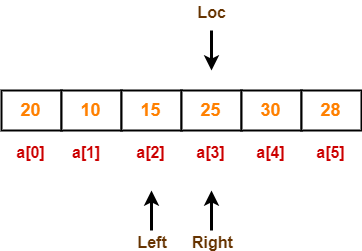 Loc
20 10 15 25 30 28
a[0] a[1] a[2] a[3] a[4] a[5]
Left Right